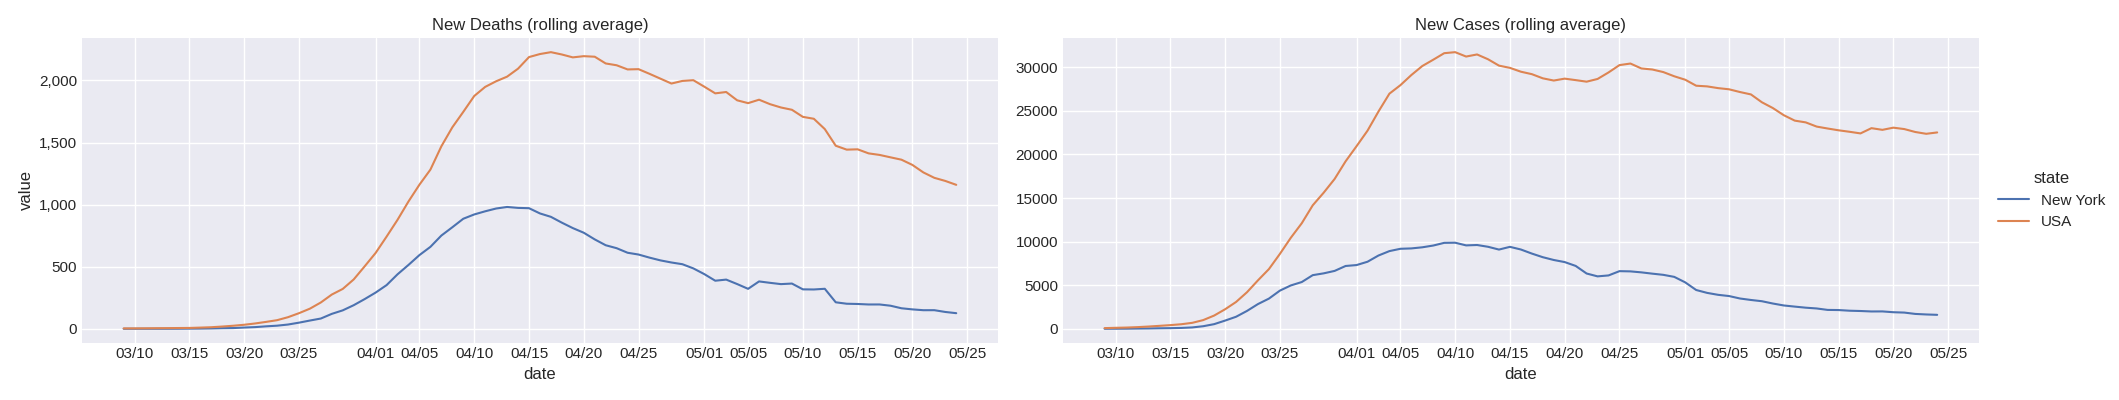 New Deaths (rolling average)
2,000
1,500
1,000
500
0
value
03/10 03/15 03/20 03/25 04/01 04/05 04/10 04/15 04/20 04/25 05/01 05/05 05/10 05/15 05/20 05/25
date
New Cases (rolling average)
30000
25000
20000
15000
10000
5000
0
03/10 03/15 03/20 03/25 04/01 04/05 04/10 04/15 04/20 04/25 05/01 05/05 05/10 05/15 05/20 05/25
date
state
New York
USA